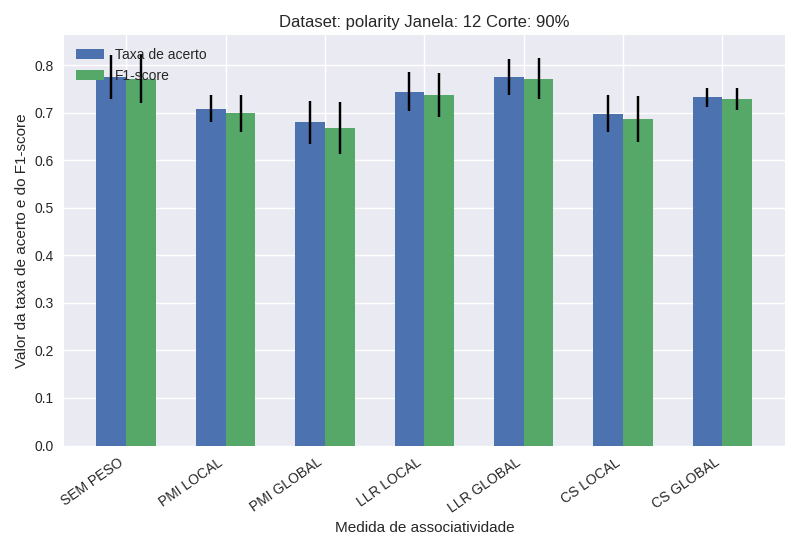 Dataset: polarity Janela: 12 Corte: 90%
Taxa de acerto
F1-score
Valor da taxa de acerto e do F1-score
0.8
0.7
0.6
0.5
0.4
0.3
0.2
0.1
0.0
SEM PESO
PMI LOCAL
PMI GLOBAL
LLR LOCAL
LLR GLOBAL
CS LOCAL
CS GLOBAL
Medida de associatividade